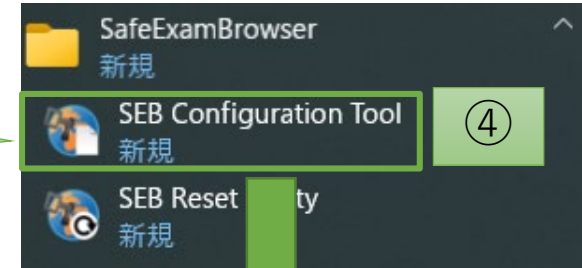 SafeExamBrowser
新規
SEB Configuration Tool
④
新規
SEB Reset ty
新規